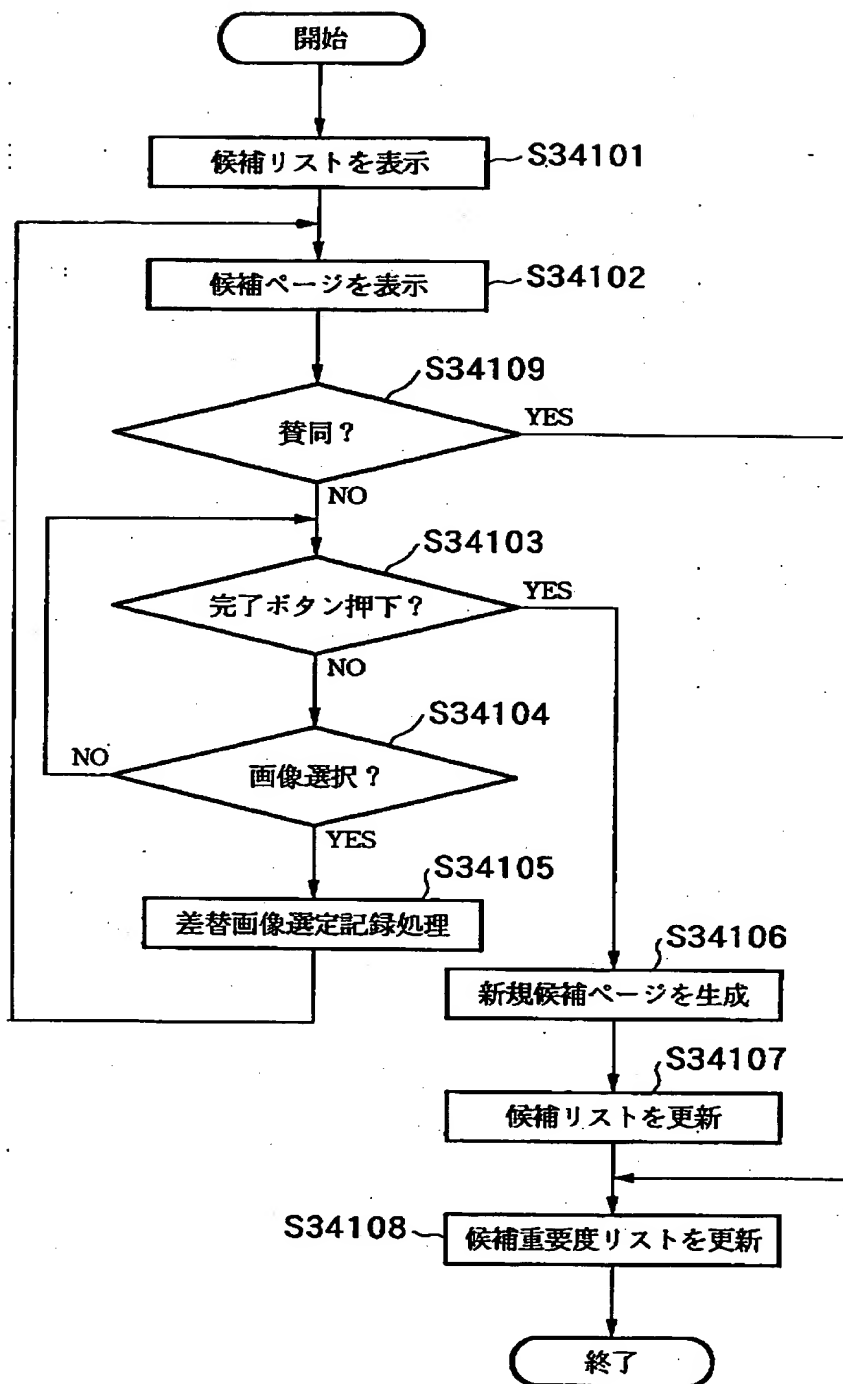 開始
候補リストを表示
S34101
候補ページを表示
S34102
S34109
賛同？
YES
NO
S34103
完了ボタン押下？
YES
NO
S34104
NO
画像選択？
YES
S34105
差替画像選定記録処理
S34106
新規候補ページを生成
S34107
候補リストを更新
S34108
候補重要度リストを更新
終了